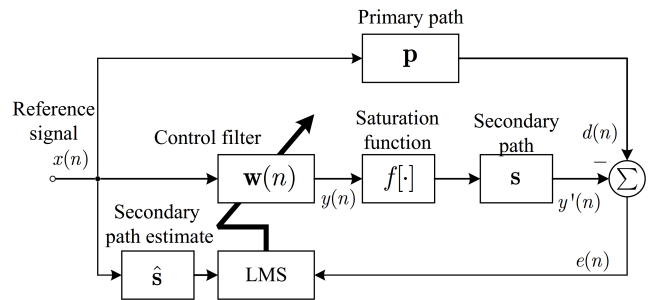 Primary path
p
Reference
signal
x(n)
Control filter
w(n)
y(n)
Saturation
function
f[·]
Secondary
path
s
d(n)
−
Σ
y'(n)
Secondary
path estimate
ŝ
LMS
e(n)